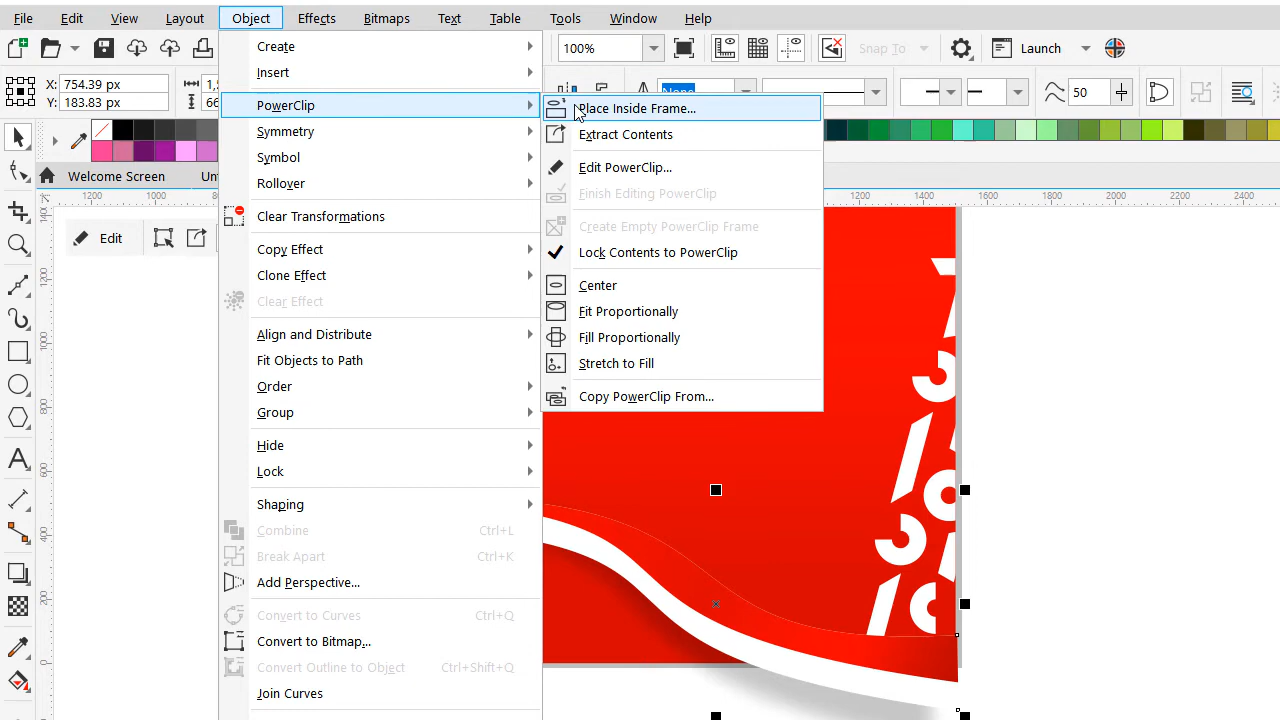 File Edit View Layout Object Effects Bitmaps Text Table Tools Window Help
100% Snap To Launch
X: 754.39 px
Y: 183.83 px
50
Welcome Screen
1200 1000 1200 1400 1600 1800 2000 2200 2400
Edit
Create
Insert
PowerClip
Symmetry
Symbol
Rollover
Clear Transformations
Copy Effect
Clone Effect
Clear Effect
Align and Distribute
Fit Objects to Path
Order
Group
Hide
Lock
Shaping
Combine Ctrl+L
Break Apart Ctrl+K
Add Perspective...
Convert to Curves Ctrl+Q
Convert to Bitmap...
Convert Outline to Object Ctrl+Shift+Q
Join Curves
Place Inside Frame...
Extract Contents
Edit PowerClip...
Finish Editing PowerClip
Create Empty PowerClip Frame
Lock Contents to PowerClip
Center
Fit Proportionally
Fill Proportionally
Stretch to Fill
Copy PowerClip From...